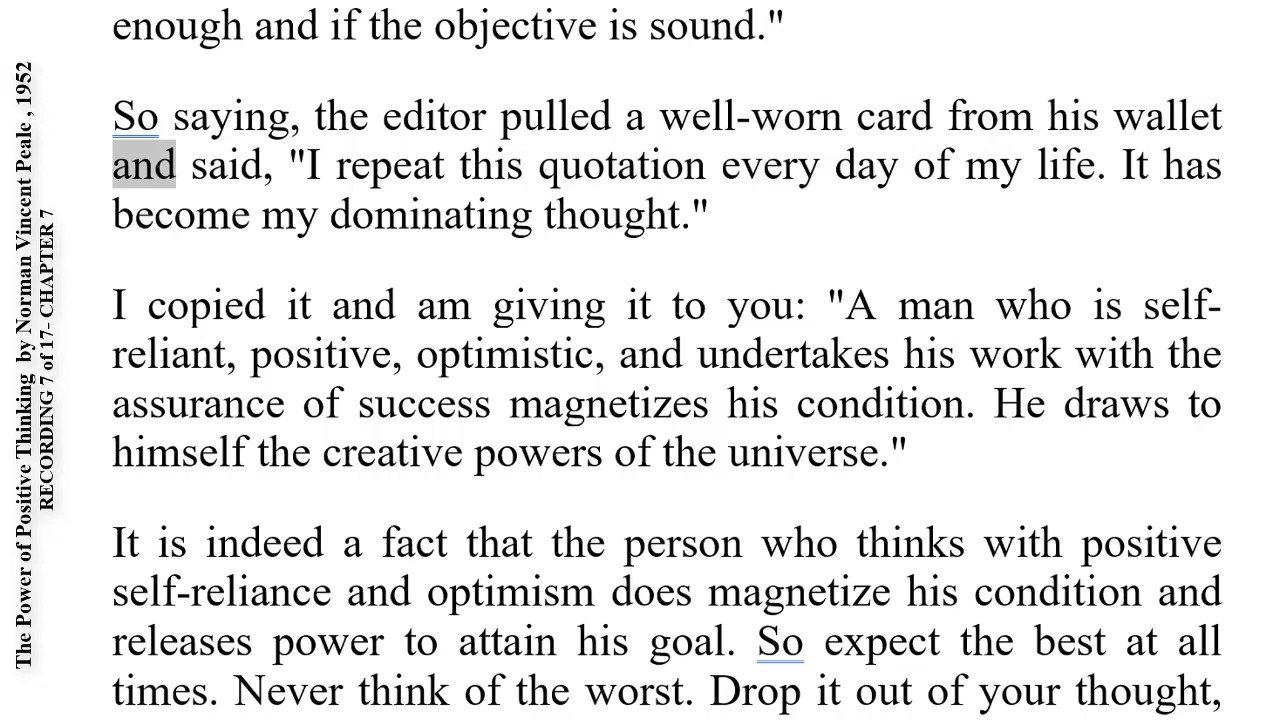 The Power of Positive Thinking by Norman Vincent Peale , 1952
RECORDING 7 of 17- CHAPTER 7
enough and if the objective is sound."
So saying, the editor pulled a well-worn card from his wallet
and said, "I repeat this quotation every day of my life. It has
become my dominating thought."
I copied it and am giving it to you: "A man who is self-
reliant, positive, optimistic, and undertakes his work with the
assurance of success magnetizes his condition. He draws to
himself the creative powers of the universe."
It is indeed a fact that the person who thinks with positive
self-reliance and optimism does magnetize his condition and
releases power to attain his goal. So expect the best at all
times. Never think of the worst. Drop it out of your thought,